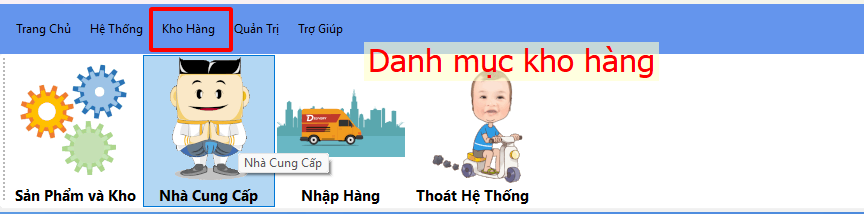 Trang Chủ Hệ Thống Kho Hàng Quản Trị Trợ Giúp
Danh mục kho hàng
Nhà Cung Cấp
Sản Phẩm và Kho Nhà Cung Cấp Nhập Hàng Thoát Hệ Thống